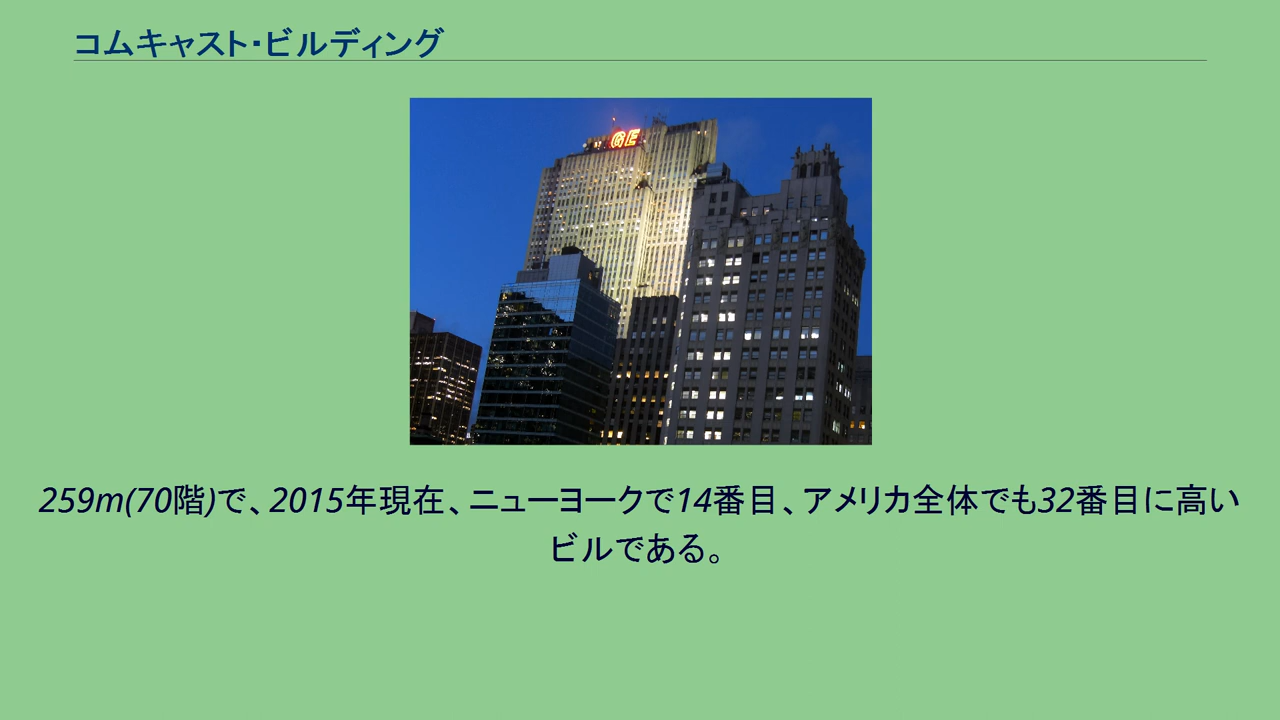 コムキャスト・ビルディング
GE
259m(70階)で、2015年現在、ニューヨークで14番目、アメリカ全体でも32番目に高い
ビルである。